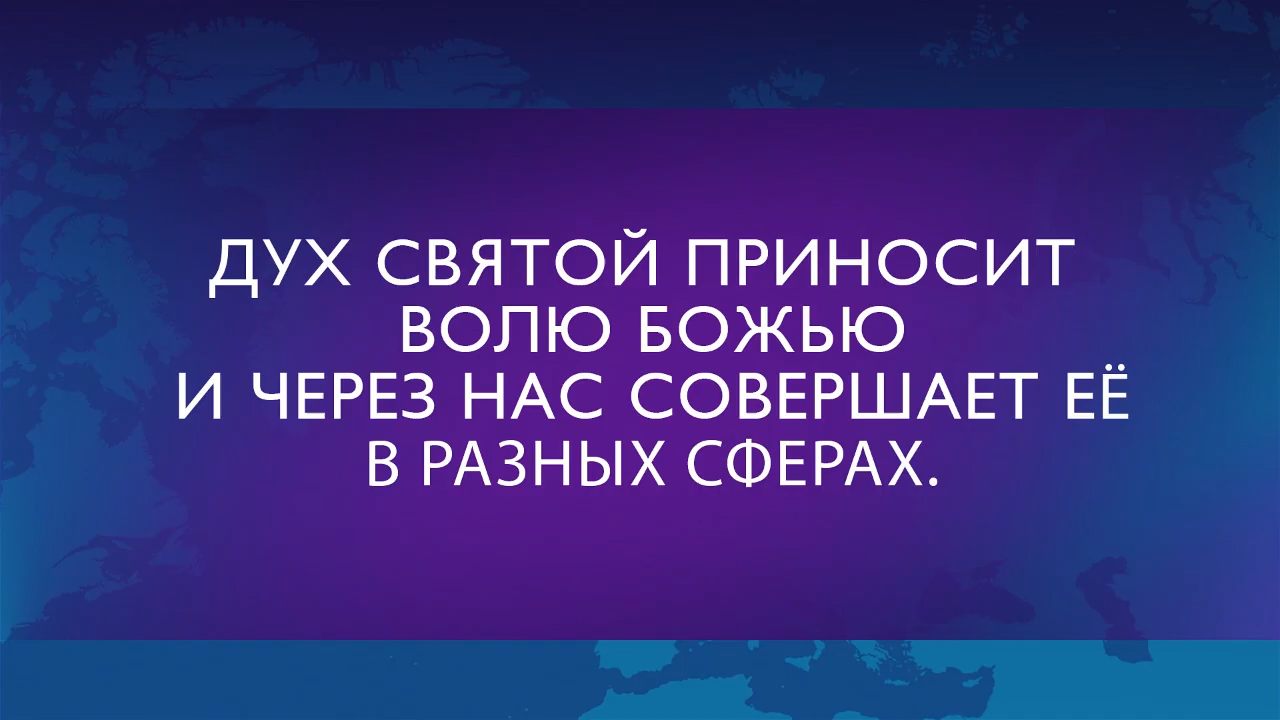 ДУХ СВЯТОЙ ПРИНОСИТ
ВОЛЮ БОЖЬЮ
И ЧЕРЕЗ НАС СОВЕРШАЕТ ЕЁ
В РАЗНЫХ СФЕРАХ.